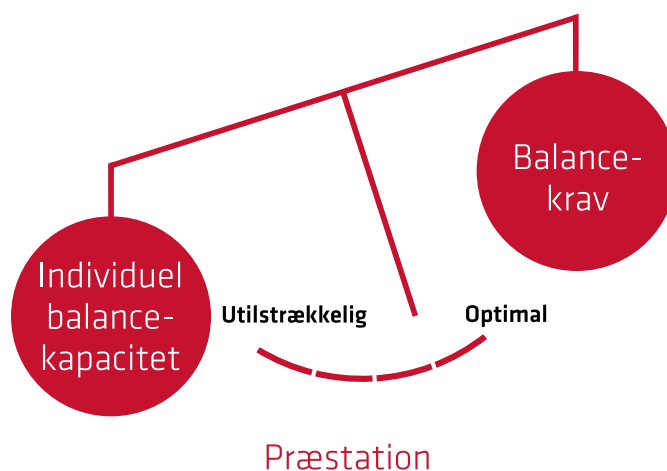 Balance-
krav
Individuel
balance-
kapacitet
Utilstrækkelig
Optimal
Præstation